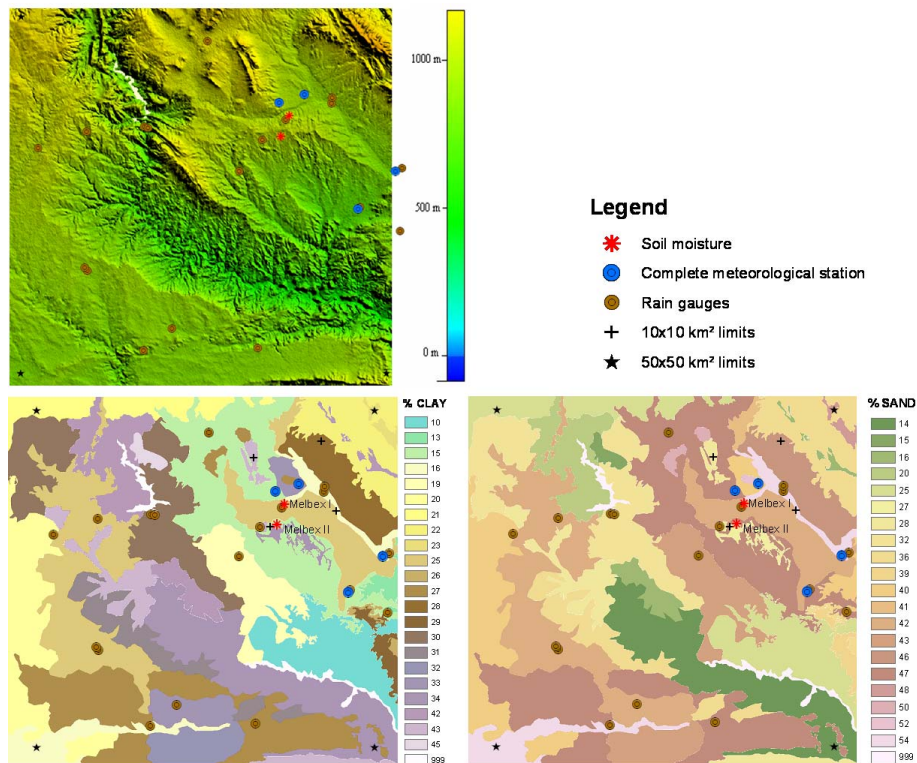 1000 m
500 m
0 m
Legend
Soil moisture
Complete meteorological station
Rain gauges
10x10 km² limits
50x50 km² limits
% CLAY
10
13
15
16
19
20
21
22
23
25
26
27
28
29
30
31
32
33
34
42
43
45
999
Melbex I
Melbex II
% SAND
14
15
16
20
25
27
28
32
36
39
40
41
42
43
46
47
48
50
52
54
999
Melbex I
Melbex II